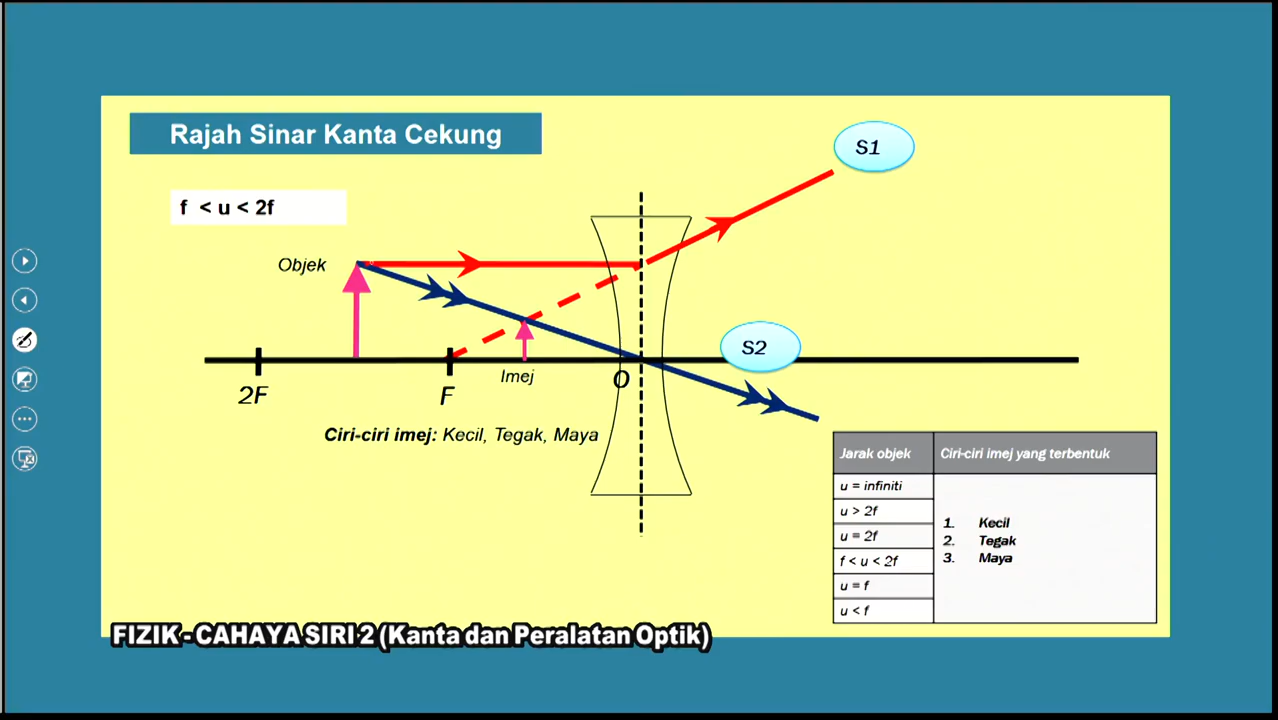 Rajah Sinar Kanta Cekung
S1
f < u < 2f
Objek
S2
Imej
O
2F
F
Ciri-ciri imej: Kecil, Tegak, Maya
Jarak objek
Ciri-ciri imej yang terbentuk
u = infiniti
u > 2f
u = 2f
f < u < 2f
u = f
u < f
1. Kecil
2. Tegak
3. Maya
FIZIK - CAHAYA SIRI 2 (Kanta dan Peralatan Optik)